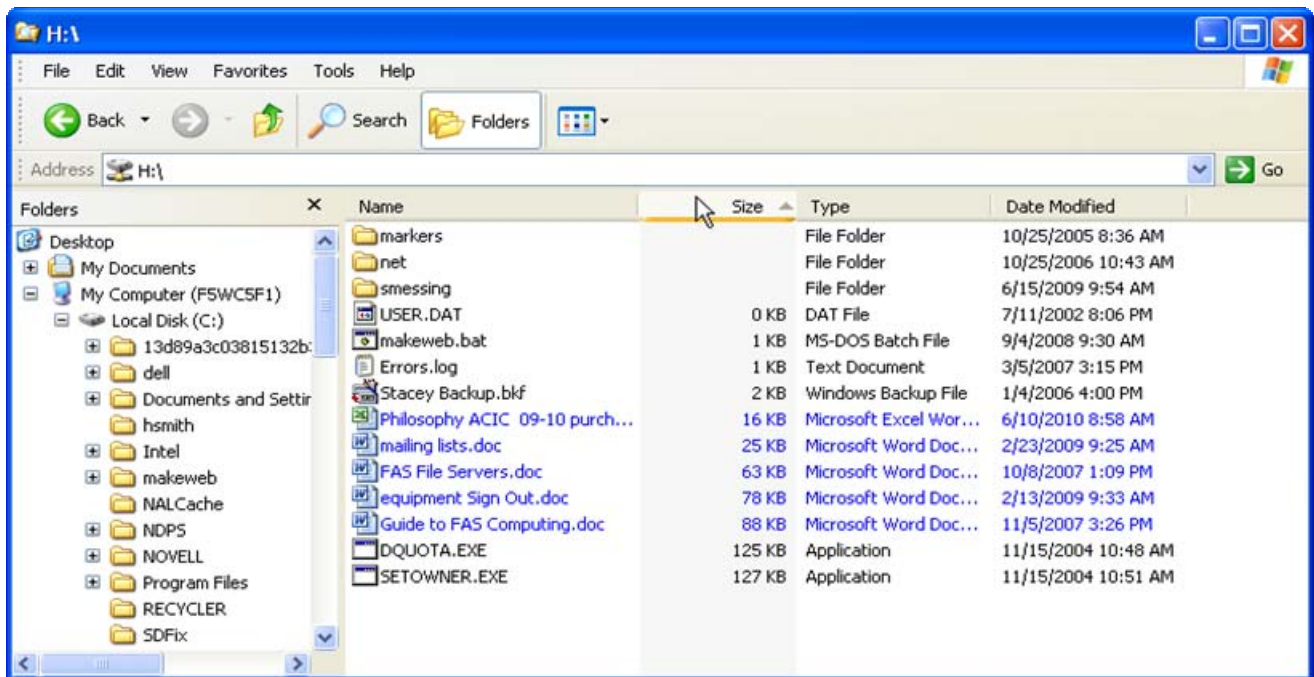 H:\
File Edit View Favorites Tools Help
Back Search Folders
Address H:\ Go
Folders
Desktop
My Documents
My Computer (F5WC5F1)
Local Disk (C:)
13d89a3c03815132b
dell
Documents and Settir
hsmith
Intel
makeweb
NALCache
NDPS
NOVELL
Program Files
RECYCLER
SDFix
Name Size Type Date Modified
markers File Folder 10/25/2005 8:36 AM
net File Folder 10/25/2006 10:43 AM
smessing File Folder 6/15/2009 9:54 AM
USER.DAT 0 KB DAT File 7/11/2002 8:06 PM
makeweb.bat 1 KB MS-DOS Batch File 9/4/2008 9:30 AM
Errors.log 1 KB Text Document 3/5/2007 3:15 PM
Stacey Backup.bkf 2 KB Windows Backup File 1/4/2006 4:00 PM
Philosophy ACIC 09-10 purch... 16 KB Microsoft Excel Wor... 6/10/2010 8:58 AM
mailing lists.doc 25 KB Microsoft Word Doc... 2/23/2009 9:25 AM
FAS File Servers.doc 63 KB Microsoft Word Doc... 10/8/2007 1:09 PM
equipment Sign Out.doc 78 KB Microsoft Word Doc... 2/13/2009 9:33 AM
Guide to FAS Computing.doc 88 KB Microsoft Word Doc... 11/5/2007 3:26 PM
DQUOTA.EXE 125 KB Application 11/15/2004 10:48 AM
SETOWNER.EXE 127 KB Application 11/15/2004 10:51 AM